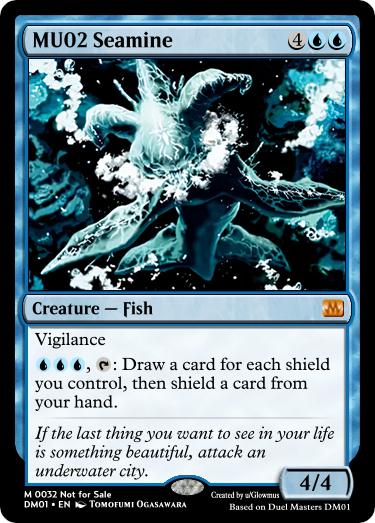 MU02 Seamine 4
Creature — Fish
Vigilance
, : Draw a card for each shield
you control, then shield a card from
your hand.
If the last thing you want to see in your life
is something beautiful, attack an
underwater city.
4/4
M 0032 Not for Sale
DM01 • EN Tomofumi Ogasawara
Created by u/Glowmus
Based on Duel Masters DM01